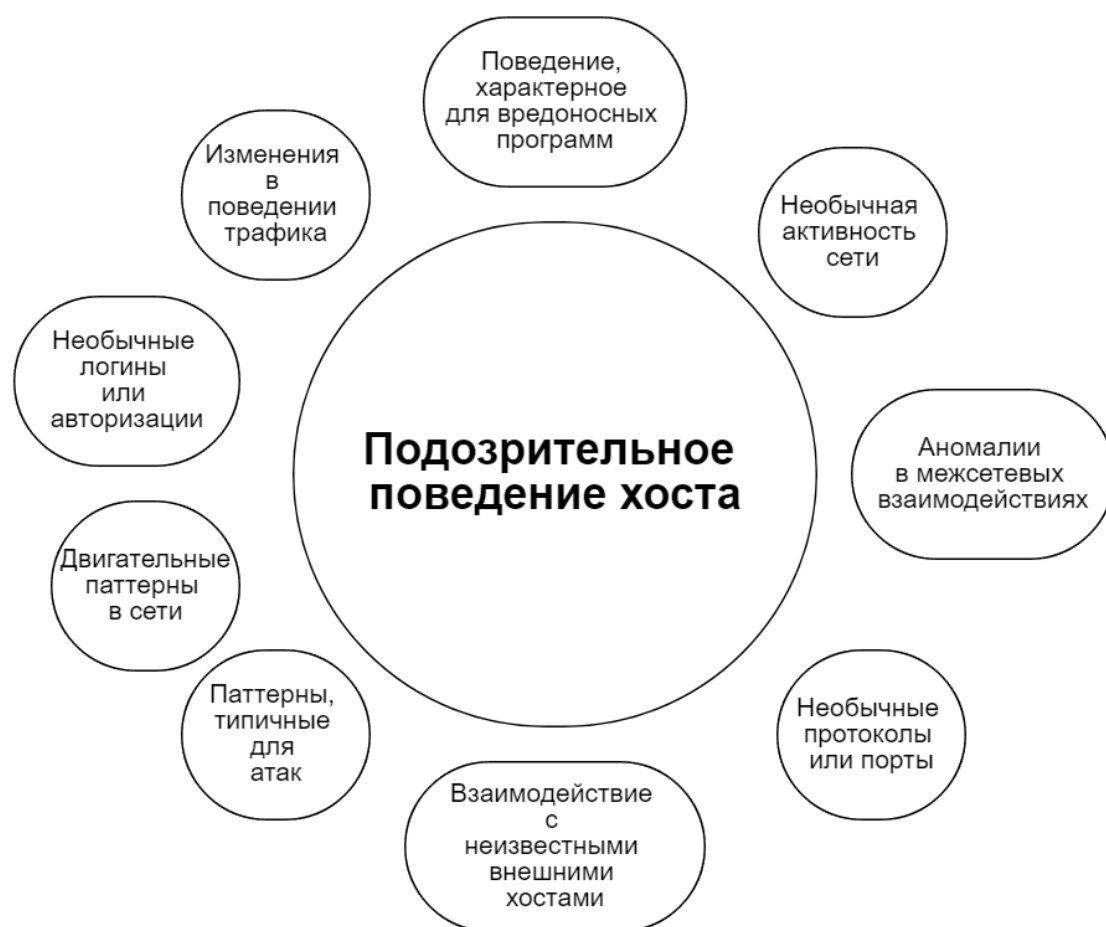 Поведение,
характерное
для вредоносных
программ
Изменения
в
поведении
трафика
Необычная
активность
сети
Необычные
логины
или
авторизации
Подозрительное
поведение хоста
Аномалии
в межсетевых
взаимодействиях
Двигательные
паттерны
в сети
Паттерны,
типичные
для
атак
Необычные
протоколы
или порты
Взаимодействие
с
неизвестными
внешними
хостами